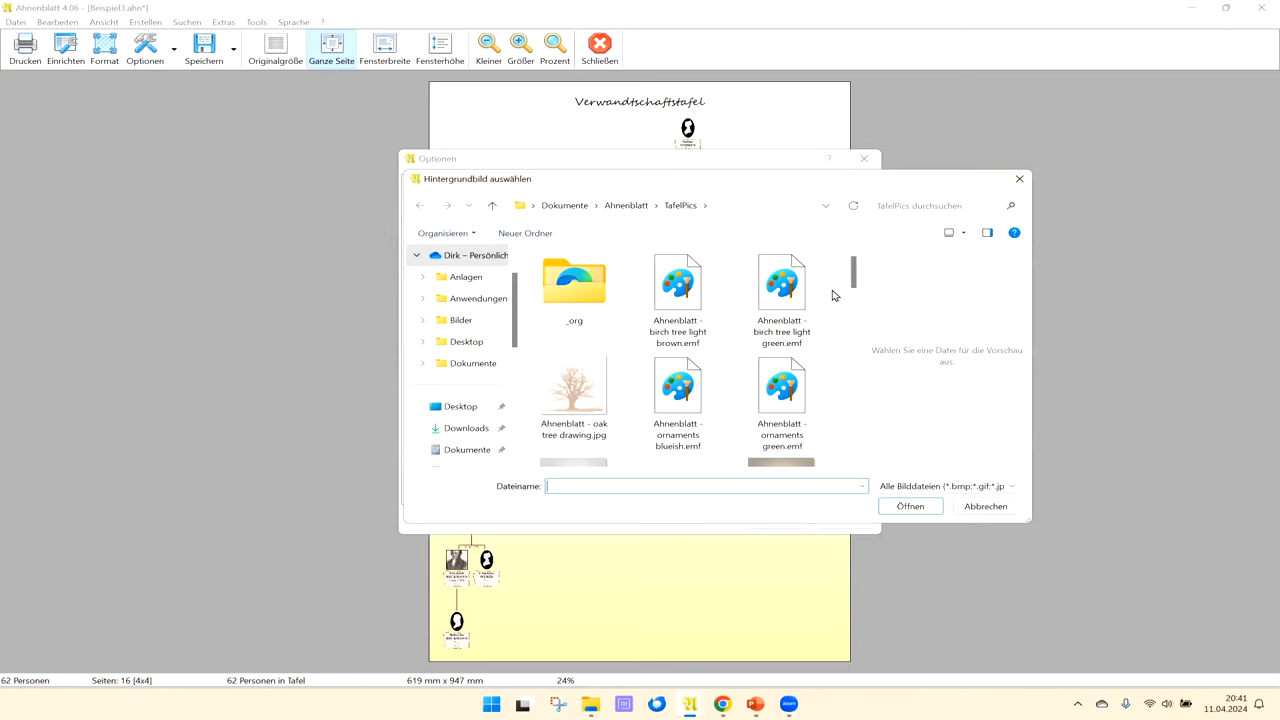 Ahnenblatt 4.06 - [Beispiel3.ahn*]
Datei Bearbeiten Ansicht Erstellen Suchen Extras Tools Sprache ?
Drucken Einrichten Format Optionen Speichern Originalgröße Ganze Seite Fensterbreite Fensterhöhe Kleiner Größer Prozent Schließen
Verwandtschaftstafel
Optionen ?
Hintergrundbild auswählen
Dokumente Ahnenblatt TafelPics
TafelPics durchsuchen
Organisieren Neuer Ordner ?
Dirk – Persönlich
Anlagen
Anwendungen
Bilder
Desktop
Dokumente
Desktop
Downloads
Dokumente
_org
Ahnenblatt -
birch tree light
brown.emf
Ahnenblatt -
birch tree light
green.emf
Ahnenblatt - oak
tree drawing.jpg
Ahnenblatt -
ornaments
blueish.emf
Ahnenblatt -
ornaments
green.emf
Wählen Sie eine Datei für die Vorschau
aus.
Dateiname:
Alle Bilddateien (*.bmp;*.gif;*.jp
Öffnen Abbrechen
62 Personen Seiten: 16 [4x4] 62 Personen in Tafel 619 mm x 947 mm 24%
zoom
20:41
11.04.2024